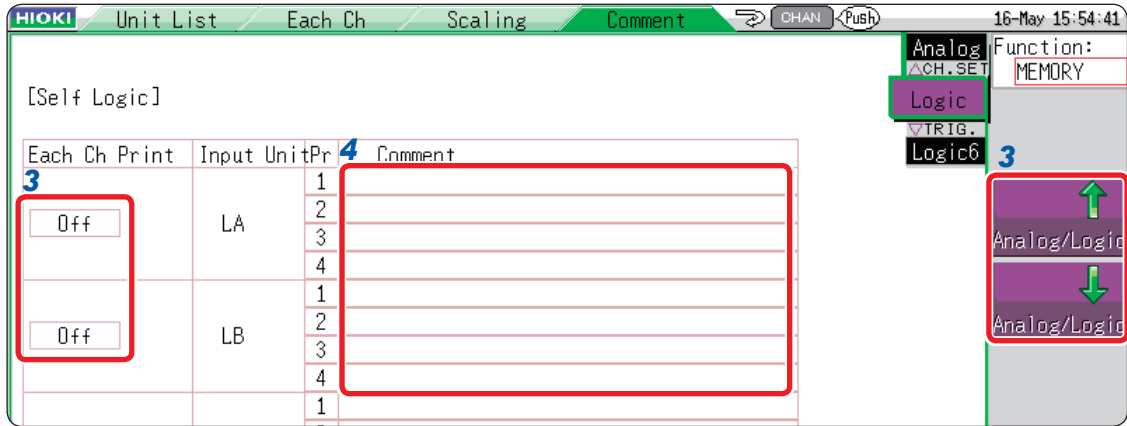 HIOKI Unit List Each Ch Scaling Comment CHAN Push 16-May 15:54:41
Analog Function:
△CH.SET MEMORY
[Self Logic] Logic
▽TRIG.
Each Ch Print Input Unit Pr 4 Comment Logic6 3
3 1
Off LA 2
3 Analog/Logic
4
1
Off LB 2 Analog/Logic
3
4
1